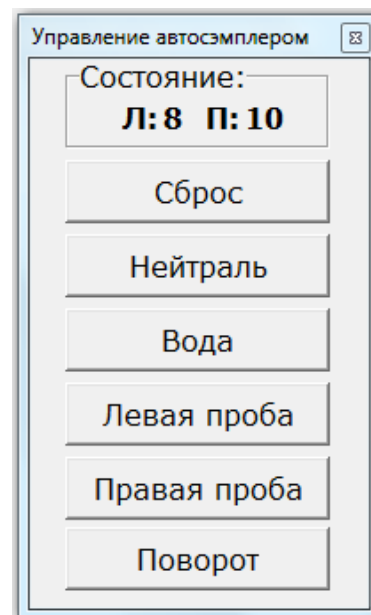 Управление автосэмплером
Состояние:
Л: 8 П: 10
Сброс
Нейтраль
Вода
Левая проба
Правая проба
Поворот